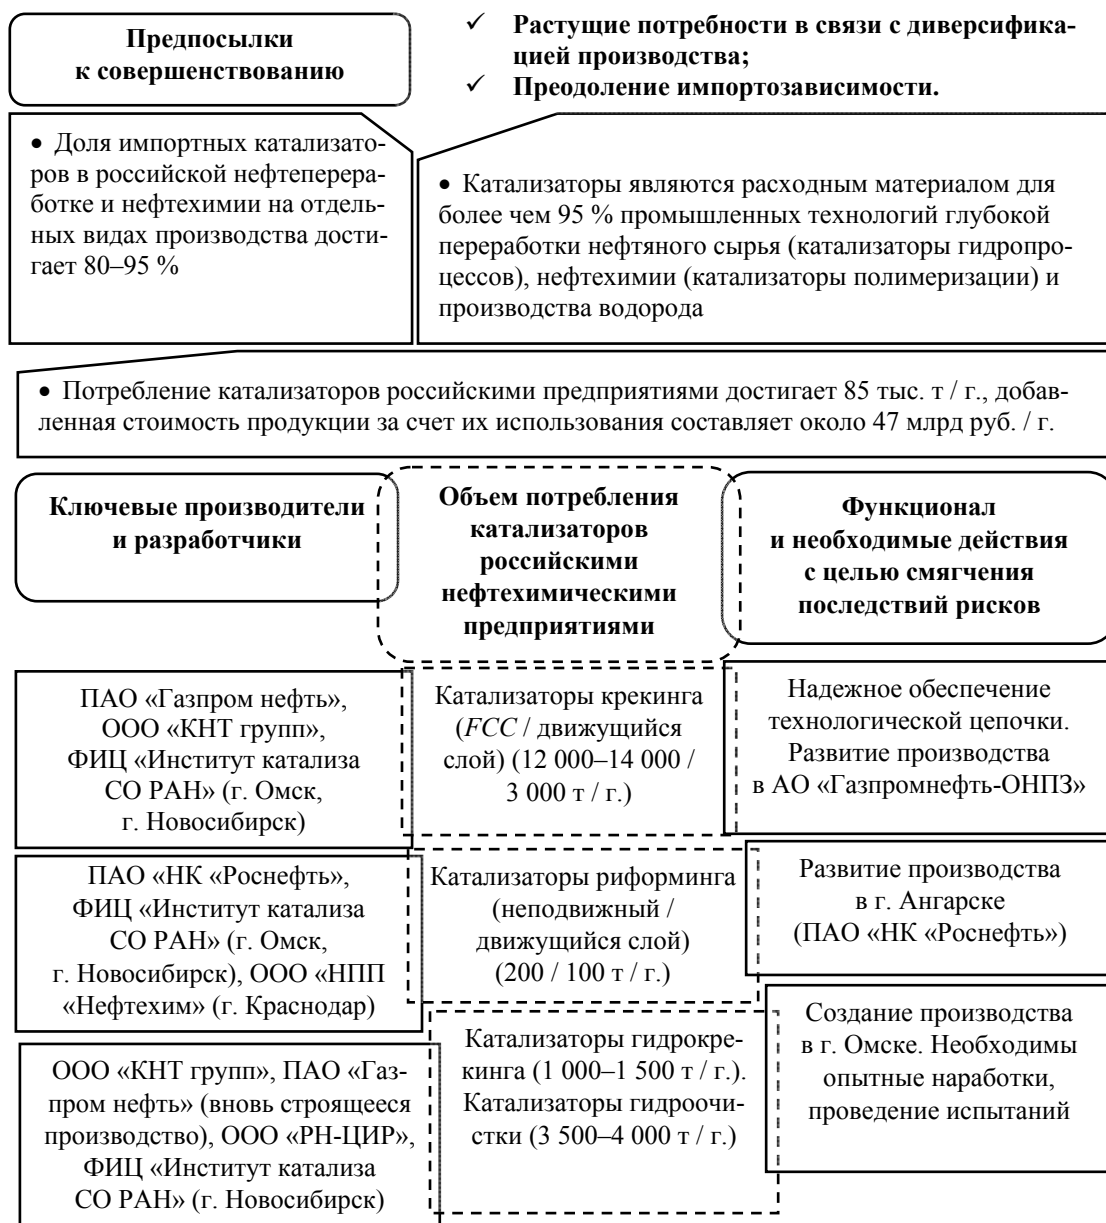 Предпосылки
к совершенствованию
✓ Растущие потребности в связи с диверсифика-
цией производства;
✓ Преодоление импортозависимости.
• Доля импортных катализато-
ров в российской нефтеперера-
ботке и нефтехимии на отдель-
ных видах производства дости-
гает 80–95 %
• Катализаторы являются расходным материалом для
более чем 95 % промышленных технологий глубокой
переработки нефтяного сырья (катализаторы гидропро-
цессов), нефтехимии (катализаторы полимеризации) и
производства водорода
• Потребление катализаторов российскими предприятиями достигает 85 тыс. т / г., добав-
ленная стоимость продукции за счет их использования составляет около 47 млрд руб. / г.
Ключевые производители
и разработчики
Объем потребления
катализаторов
российскими
нефтехимическими
предприятиями
Функционал
и необходимые действия
с целью смягчения
последствий рисков
ПАО «Газпром нефть»,
ООО «КНТ групп»,
ФИЦ «Институт катализа
СО РАН» (г. Омск,
г. Новосибирск)
Катализаторы крекинга
(FCC / движущийся
слой) (12 000–14 000 /
3 000 т / г.)
Надежное обеспечение
технологической цепочки.
Развитие производства
в АО «Газпромнефть-ОНПЗ»
ПАО «НК «Роснефть»,
ФИЦ «Институт катализа
СО РАН» (г. Омск,
г. Новосибирск), ООО «НПП
«Нефтехим» (г. Краснодар)
Катализаторы риформинга
(неподвижный /
движущийся слой)
(200 / 100 т / г.)
Развитие производства
в г. Ангарске
(ПАО «НК «Роснефть»)
ООО «КНТ групп», ПАО «Газ-
пром нефть» (вновь строящееся
производство), ООО «РН-ЦИР»,
ФИЦ «Институт катализа
СО РАН» (г. Новосибирск)
Катализаторы гидрокре-
кинга (1 000–1 500 т / г.).
Катализаторы гидроочи-
стки (3 500–4 000 т / г.)
Создание производства
в г. Омске. Необходимы
опытные наработки,
проведение испытаний